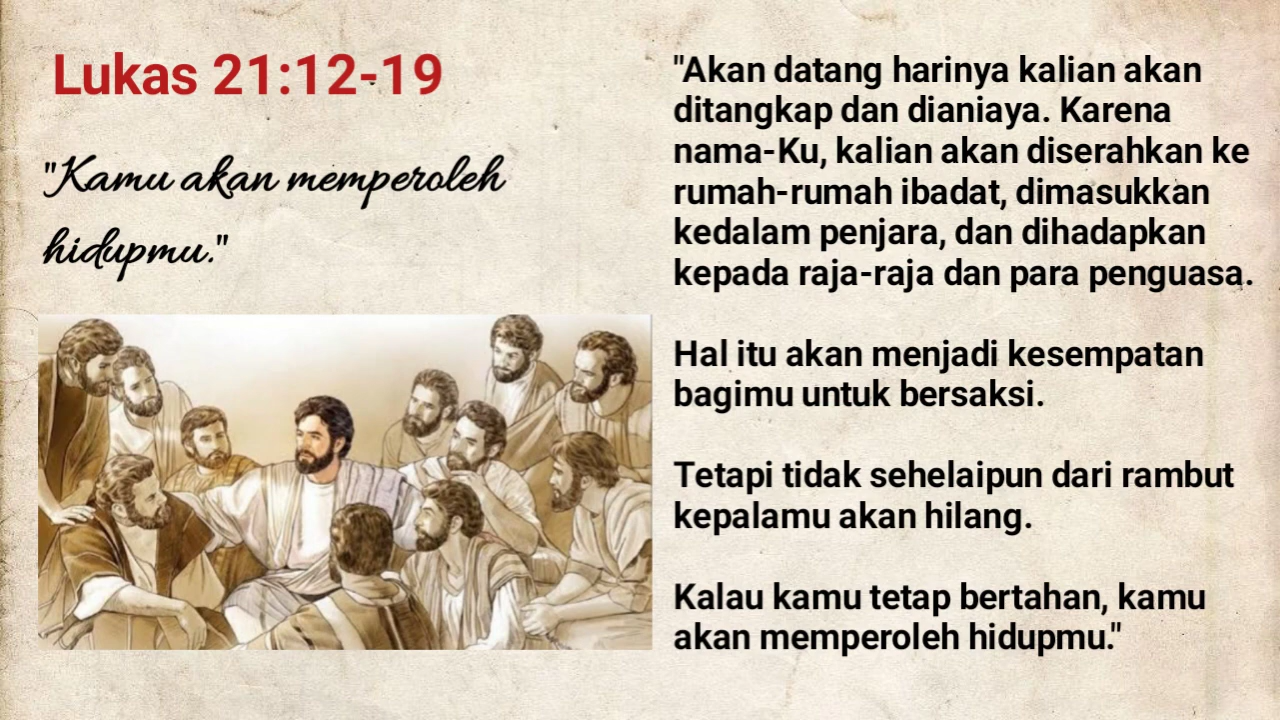 Lukas 21:12-19
"Kamu akan memperoleh
hidupmu."
"Akan datang harinya kalian akan
ditangkap dan dianiaya. Karena
nama-Ku, kalian akan diserahkan ke
rumah-rumah ibadat, dimasukkan
kedalam penjara, dan dihadapkan
kepada raja-raja dan para penguasa.
Hal itu akan menjadi kesempatan
bagimu untuk bersaksi.
Tetapi tidak sehelaipun dari rambut
kepalamu akan hilang.
Kalau kamu tetap bertahan, kamu
akan memperoleh hidupmu."